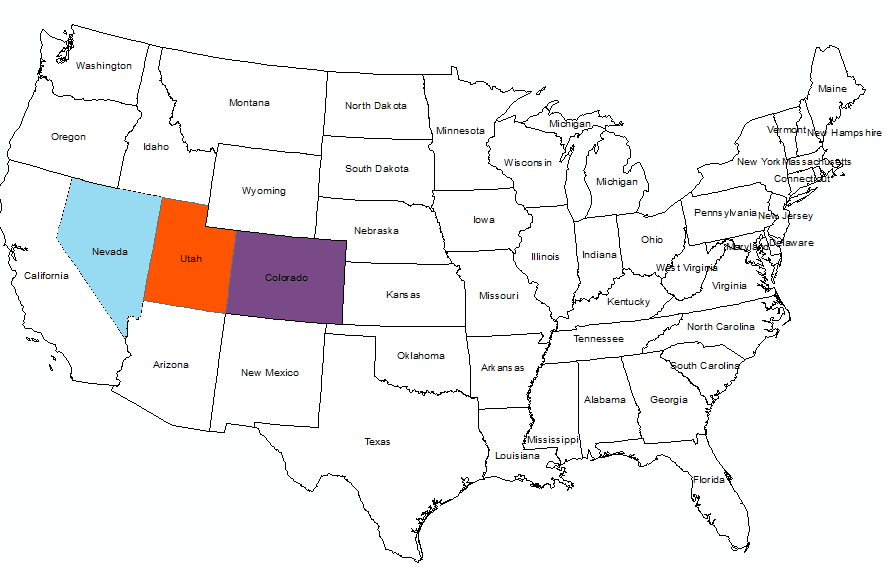 Washington
Maine
Montana
North Dakota
Michigan
Minnesota
Vermont
New Hampshire
Oregon
Idaho
Wisconsin
New York
Massachusetts
South Dakota
Connecticut
Michigan
Wyoming
Pennsylvania
New Jersey
Iowa
Nebraska
Ohio
Delaware
Maryland
Nevada
Utah
Illinois
Indiana
West Virginia
California
Colorado
Virginia
Kansas
Missouri
Kentucky
North Carolina
Tennessee
Oklahoma
Arizona
South Carolina
Arkansas
New Mexico
Alabama
Georgia
Texas
Mississippi
Louisiana
Florida